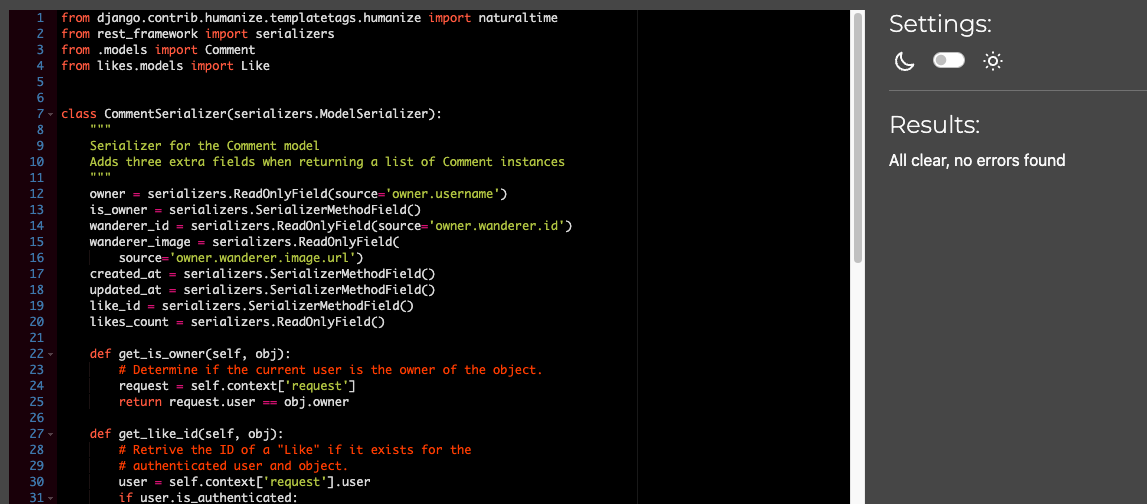 1 from django.contrib.humanize.templatetags.humanize import naturaltime
2 from rest_framework import serializers
3 from .models import Comment
4 from likes.models import Like
5
6
7 class CommentSerializer(serializers.ModelSerializer):
8     """
9     Serializer for the Comment model
10     Adds three extra fields when returning a list of Comment instances
11     """
12     owner = serializers.ReadOnlyField(source='owner.username')
13     is_owner = serializers.SerializerMethodField()
14     wanderer_id = serializers.ReadOnlyField(source='owner.wanderer.id')
15     wanderer_image = serializers.ReadOnlyField(
16         source='owner.wanderer.image.url')
17     created_at = serializers.SerializerMethodField()
18     updated_at = serializers.SerializerMethodField()
19     like_id = serializers.SerializerMethodField()
20     likes_count = serializers.ReadOnlyField()
21
22     def get_is_owner(self, obj):
23         # Determine if the current user is the owner of the object.
24         request = self.context['request']
25         return request.user == obj.owner
26
27     def get_like_id(self, obj):
28         # Retrive the ID of a "Like" if it exists for the
29         # authenticated user and object.
30         user = self.context['request'].user
31         if user.is_authenticated:
Settings:
Results:
All clear, no errors found